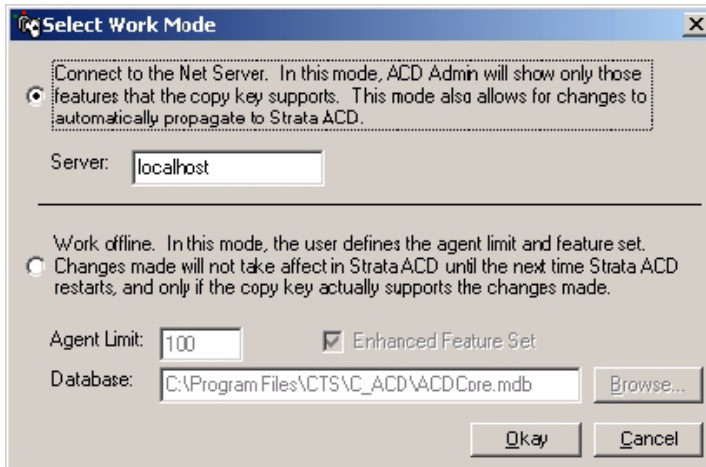 Select Work Mode
Connect to the Net Server. In this mode, ACD Admin will show only those
features that the copy key supports. This mode also allows for changes to
automatically propagate to Strata ACD.
Server: localhost
Work offline. In this mode, the user defines the agent limit and feature set.
Changes made will not take affect in Strata ACD until the next time Strata ACD
restarts, and only if the copy key actually supports the changes made.
Agent Limit: 100 Enhanced Feature Set
Database: C:\Program Files\CTS\C_ACD\ACDCore.mdb Browse...
Okay Cancel